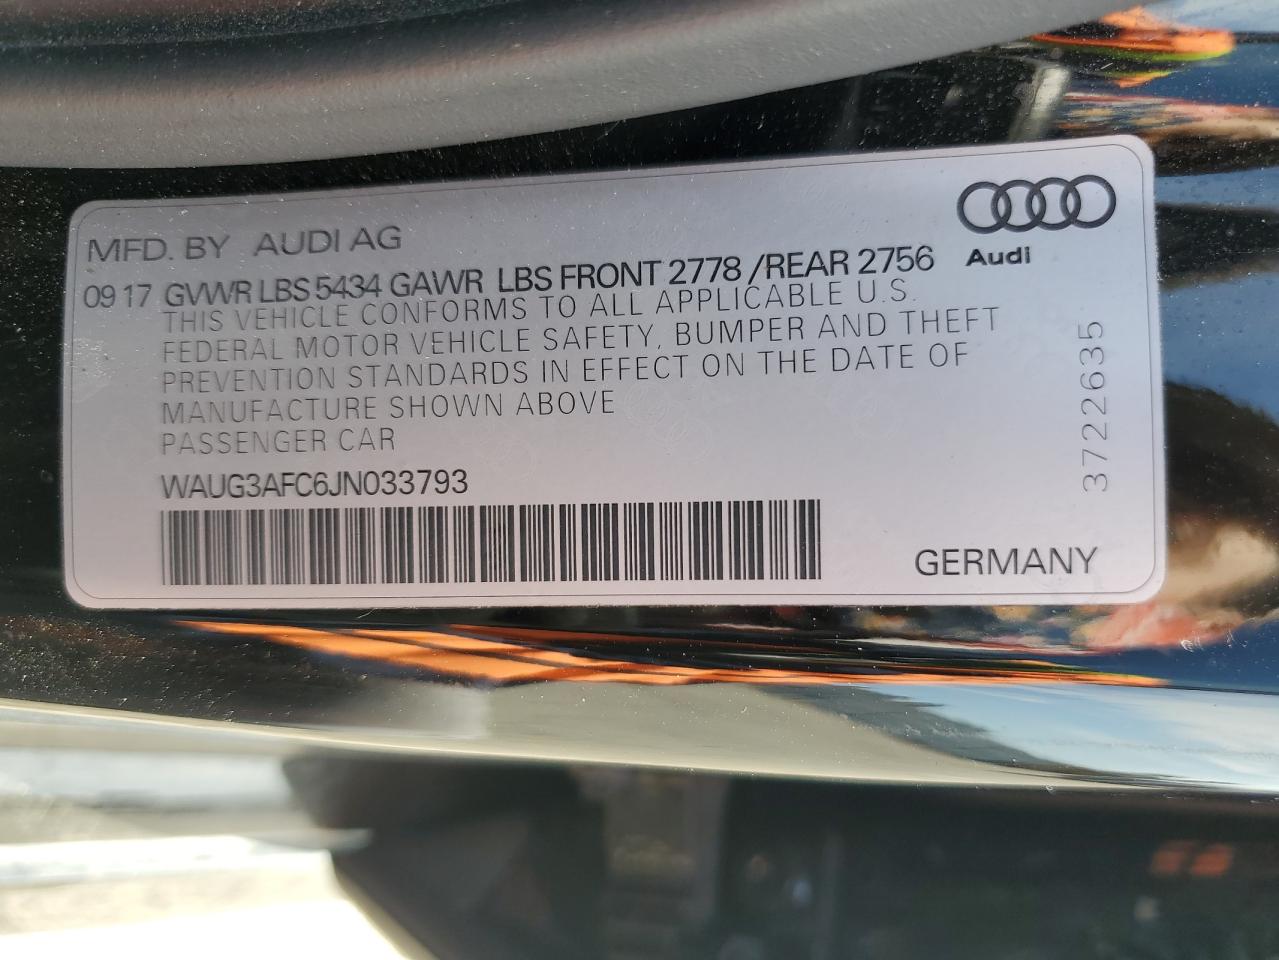 MFD. BY AUDI AG
Audi
09 17 GVWR LBS 5434 GAWR LBS FRONT 2778 /REAR 2756
THIS VEHICLE CONFORMS TO ALL APPLICABLE U.S.
FEDERAL MOTOR VEHICLE SAFETY, BUMPER AND THEFT
PREVENTION STANDARDS IN EFFECT ON THE DATE OF
MANUFACTURE SHOWN ABOVE
PASSENGER CAR
WAUG3AFC6JN033793
GERMANY
3722635